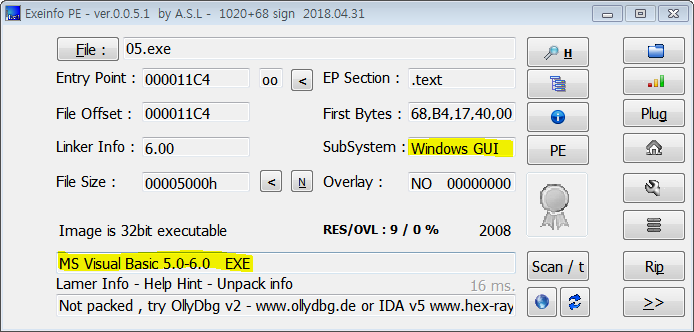 Exeinfo PE - ver.0.0.5.1 by A.S.L - 1020+68 sign 2018.04.31
File : 05.exe H
Entry Point : 000011C4 oo < EP Section : .text
File Offset : 000011C4 First Bytes : 68,B4,17,40,00 Plug
Linker Info : 6.00 SubSystem : Windows GUI PE
File Size : 00005000h < N Overlay : NO 00000000
Image is 32bit executable RES/OVL : 9 / 0 % 2008
MS Visual Basic 5.0-6.0 EXE Scan / t Rip
Lamer Info - Help Hint - Unpack info 16 ms.
Not packed , try OllyDbg v2 - www.ollydbg.de or IDA v5 www.hex-ray >>